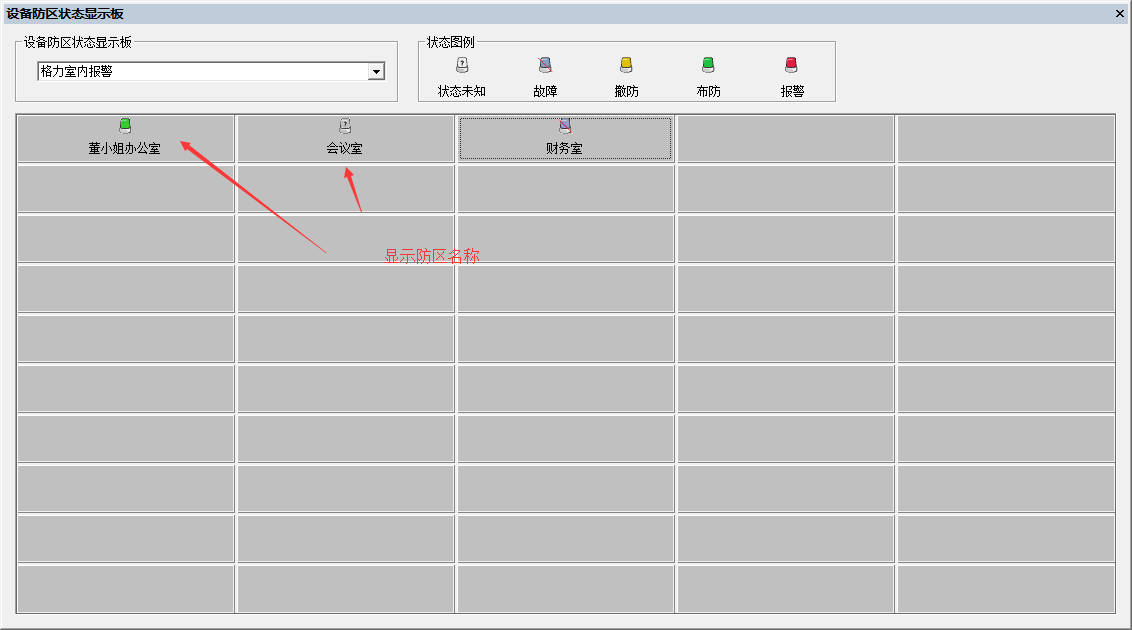 设备防区状态显示板
设备防区状态显示板
格力室内报警
状态图例
状态未知 故障 撤防 布防 报警
董小姐办公室 会议室 财务室
显示防区名称